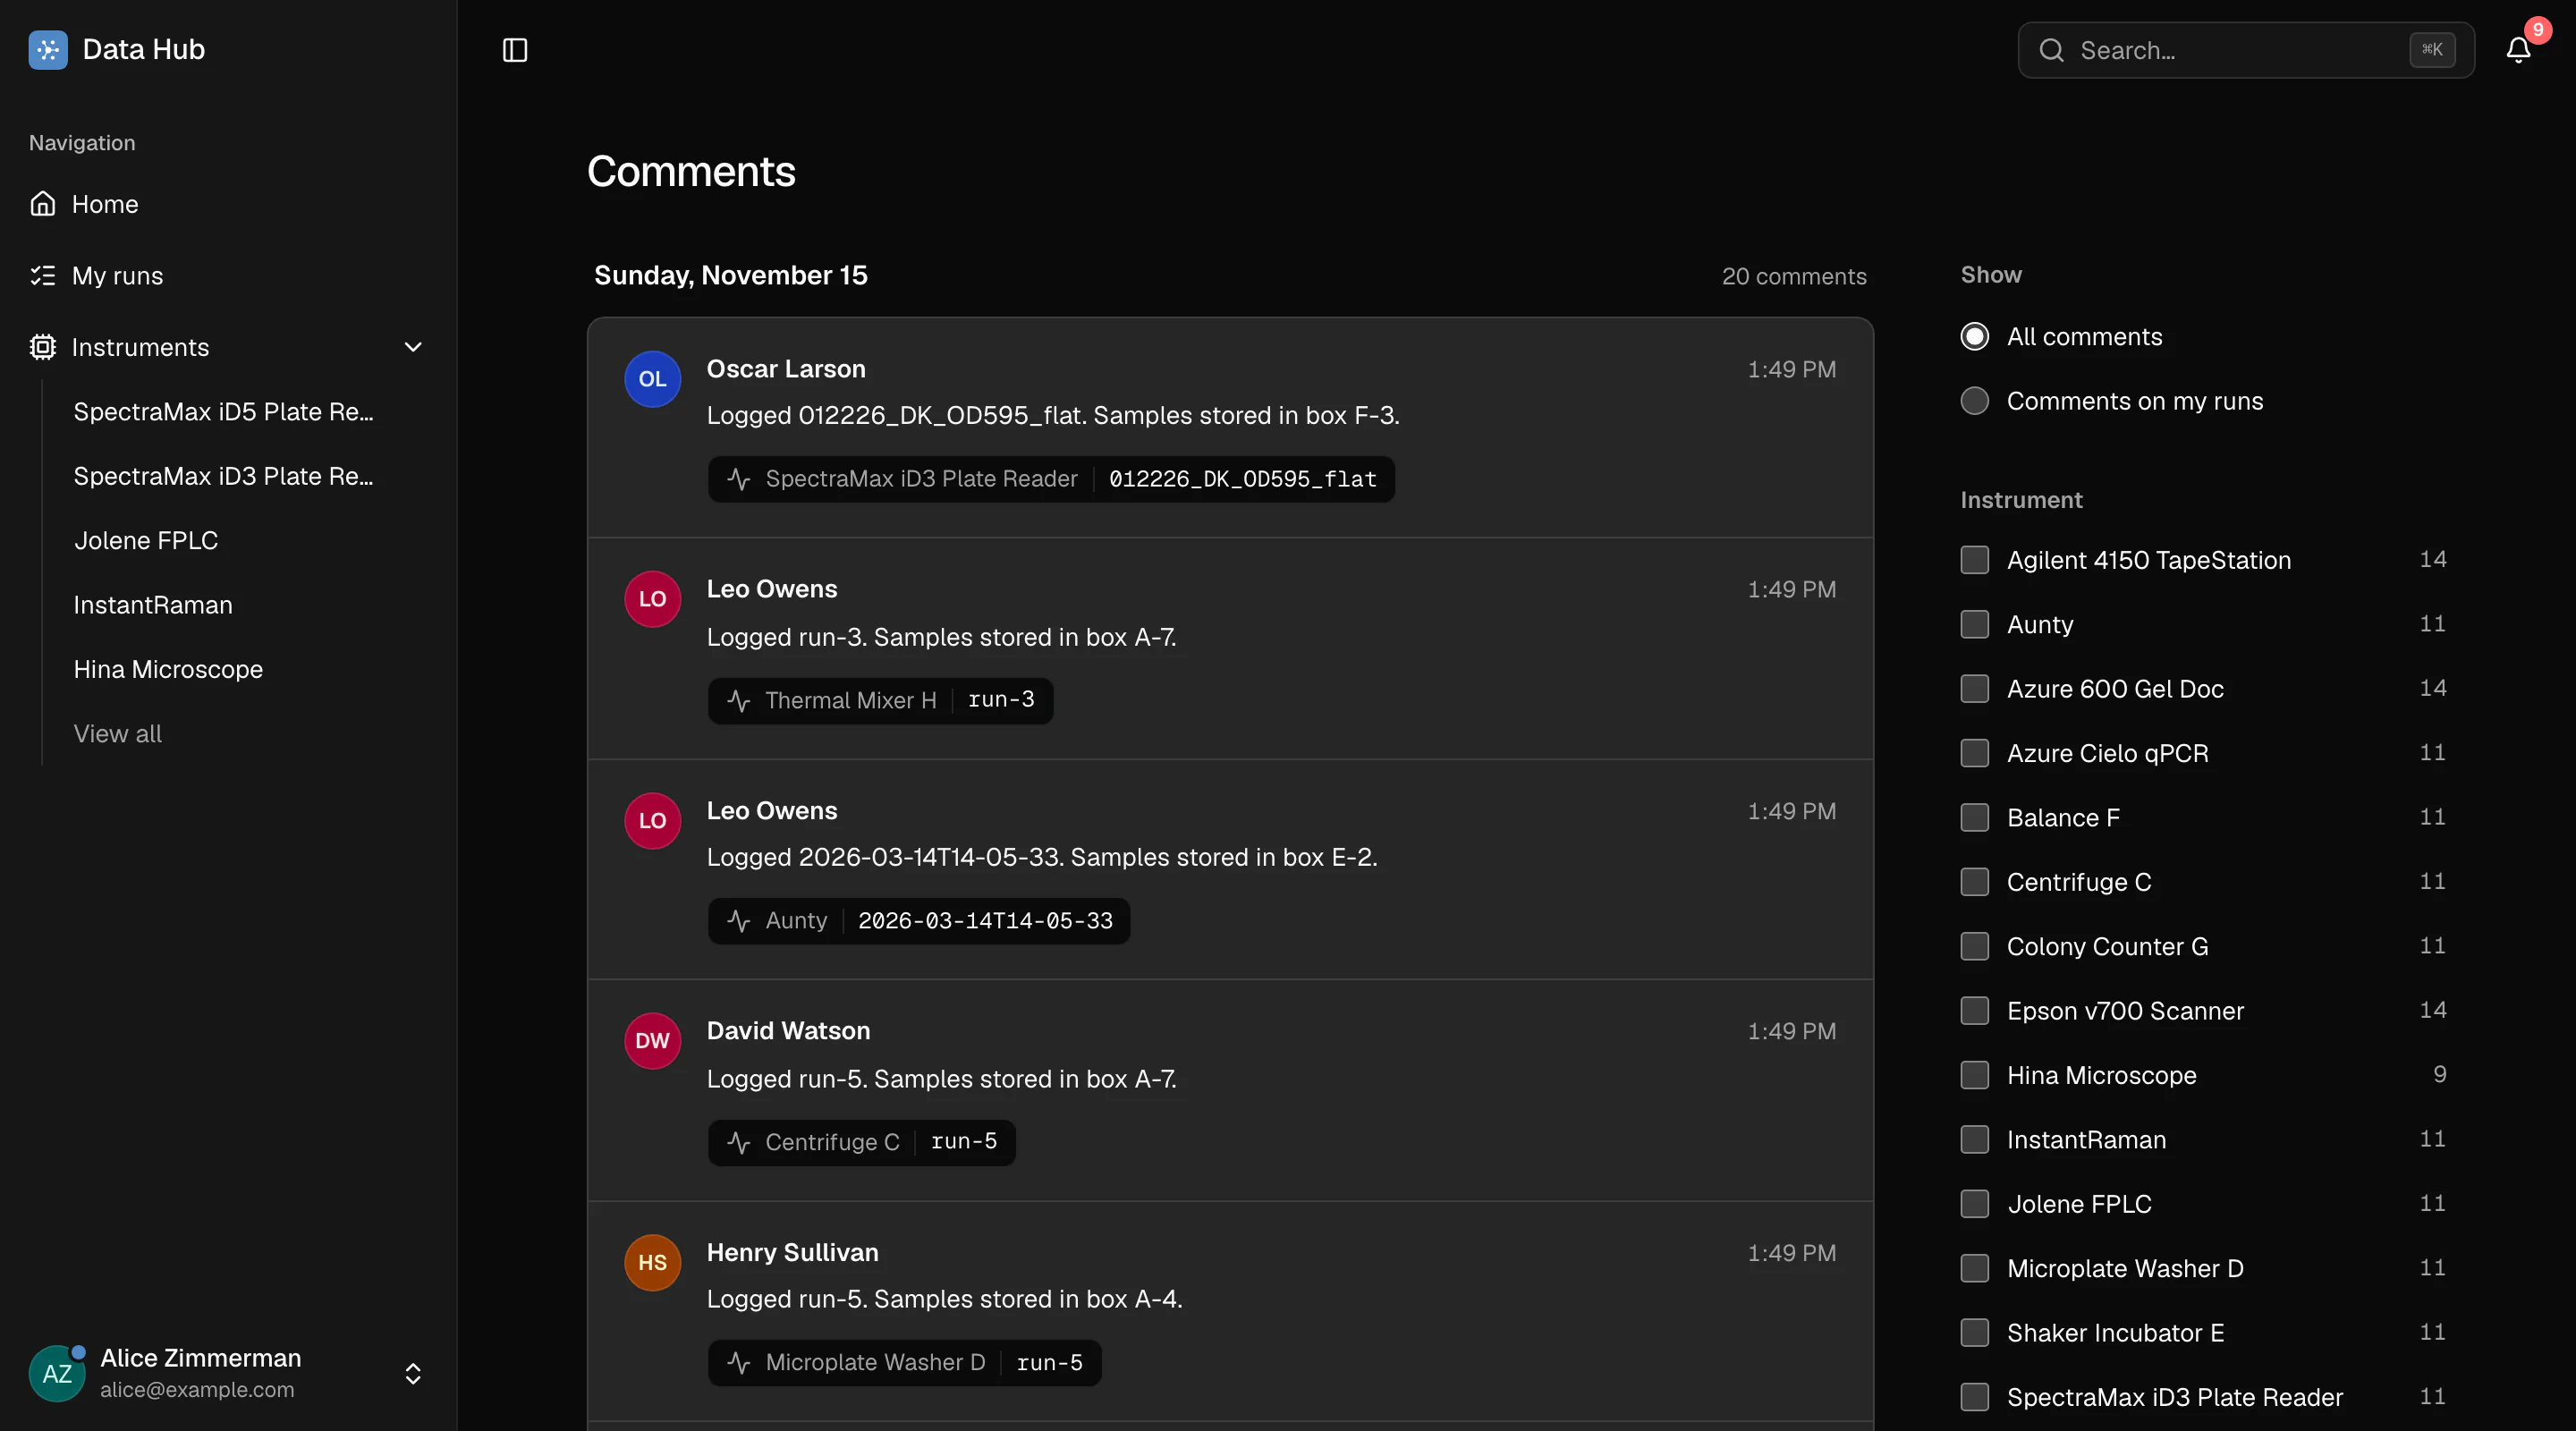 Data Hub
Navigation
Home
My runs
Instruments
SpectraMax iD5 Plate Re...
SpectraMax iD3 Plate Re...
Jolene FPLC
InstantRaman
Hina Microscope
View all
AZ
Alice Zimmerman
alice@example.com
Search...
⌘K
9
Comments
Sunday, November 15
20 comments
OL
Oscar Larson
1:49 PM
Logged 012226_DK_OD595_flat. Samples stored in box F-3.
SpectraMax iD3 Plate Reader
012226_DK_OD595_flat
LO
Leo Owens
1:49 PM
Logged run-3. Samples stored in box A-7.
Thermal Mixer H
run-3
LO
Leo Owens
1:49 PM
Logged 2026-03-14T14-05-33. Samples stored in box E-2.
Aunty
2026-03-14T14-05-33
DW
David Watson
1:49 PM
Logged run-5. Samples stored in box A-7.
Centrifuge C
run-5
HS
Henry Sullivan
1:49 PM
Logged run-5. Samples stored in box A-4.
Microplate Washer D
run-5
Show
All comments
Comments on my runs
Instrument
Agilent 4150 TapeStation 14
Aunty 11
Azure 600 Gel Doc 14
Azure Cielo qPCR 11
Balance F 11
Centrifuge C 11
Colony Counter G 11
Epson v700 Scanner 14
Hina Microscope 9
InstantRaman 11
Jolene FPLC 11
Microplate Washer D 11
Shaker Incubator E 11
SpectraMax iD3 Plate Reader 11